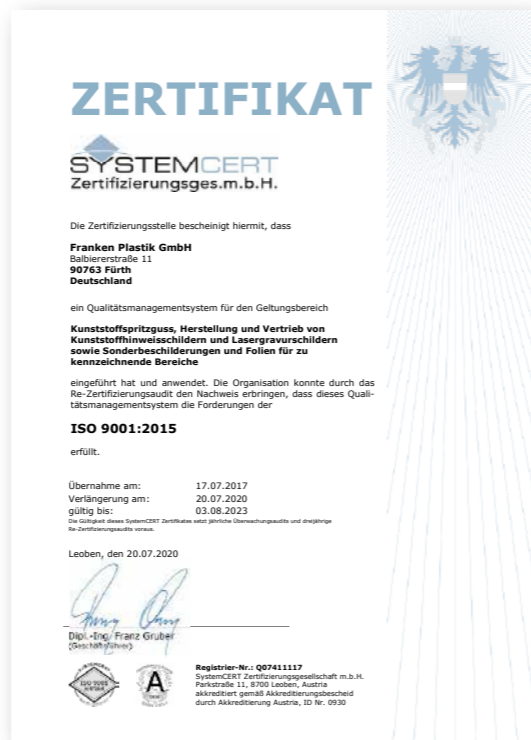 ZERTIFIKAT
SYSTEMCERT
Zertifizierungsges.m.b.H.
Die Zertifizierungsstelle bescheinigt hiermit, dass
Franken Plastik GmbH
Balbiererstraße 11
90763 Fürth
Deutschland
ein Qualitätsmanagementsystem für den Geltungsbereich
Kunststoffspritzguss, Herstellung und Vertrieb von
Kunststoffhinweisschildern und Lasergravurschildern
sowie Sonderbeschilderungen und Folien für zu
kennzeichnende Bereiche
eingeführt hat und anwendet. Die Organisation konnte durch das
Re-Zertifizierungsaudit den Nachweis erbringen, dass dieses Quali-
tätsmanagementsystem die Forderungen der
ISO 9001:2015
erfüllt.
Übernahme am: 17.07.2017
Verlängerung am: 20.07.2020
gültig bis: 03.08.2023
Die Gültigkeit dieses SystemCERT Zertifikates setzt jährliche Überwachungsaudits und dreijährige
Re-Zertifizierungsaudits voraus.
Leoben, den 20.07.2020
Dipl.-Ing. Franz Gruber
(Geschäftsführer)
ISO 9001
A
Registrier-Nr.: Q07411117
SystemCERT Zertifizierungsgesellschaft m.b.H.
Parkstraße 11, 8700 Leoben, Austria
akkreditiert gemäß Akkreditierungsbescheid
durch Akkreditierung Austria, ID Nr. 0930